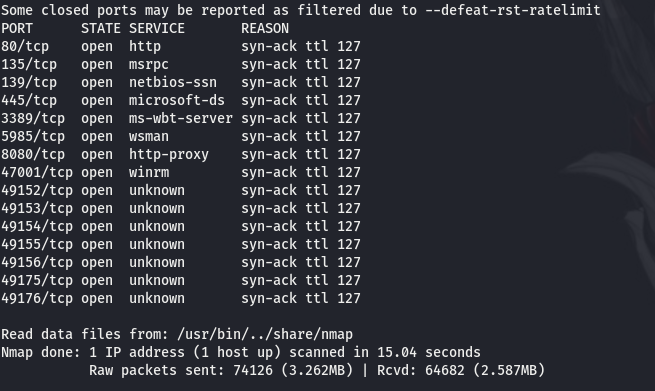 Some closed ports may be reported as filtered due to --defeat-rst-ratelimit
PORT      STATE SERVICE       REASON
80/tcp    open  http          syn-ack ttl 127
135/tcp   open  msrpc         syn-ack ttl 127
139/tcp   open  netbios-ssn   syn-ack ttl 127
445/tcp   open  microsoft-ds  syn-ack ttl 127
3389/tcp  open  ms-wbt-server syn-ack ttl 127
5985/tcp  open  wsman         syn-ack ttl 127
8080/tcp  open  http-proxy    syn-ack ttl 127
47001/tcp open  winrm         syn-ack ttl 127
49152/tcp open  unknown       syn-ack ttl 127
49153/tcp open  unknown       syn-ack ttl 127
49154/tcp open  unknown       syn-ack ttl 127
49155/tcp open  unknown       syn-ack ttl 127
49156/tcp open  unknown       syn-ack ttl 127
49175/tcp open  unknown       syn-ack ttl 127
49176/tcp open  unknown       syn-ack ttl 127
Read data files from: /usr/bin/../share/nmap
Nmap done: 1 IP address (1 host up) scanned in 15.04 seconds
Raw packets sent: 74126 (3.262MB) | Rcvd: 64682 (2.587MB)